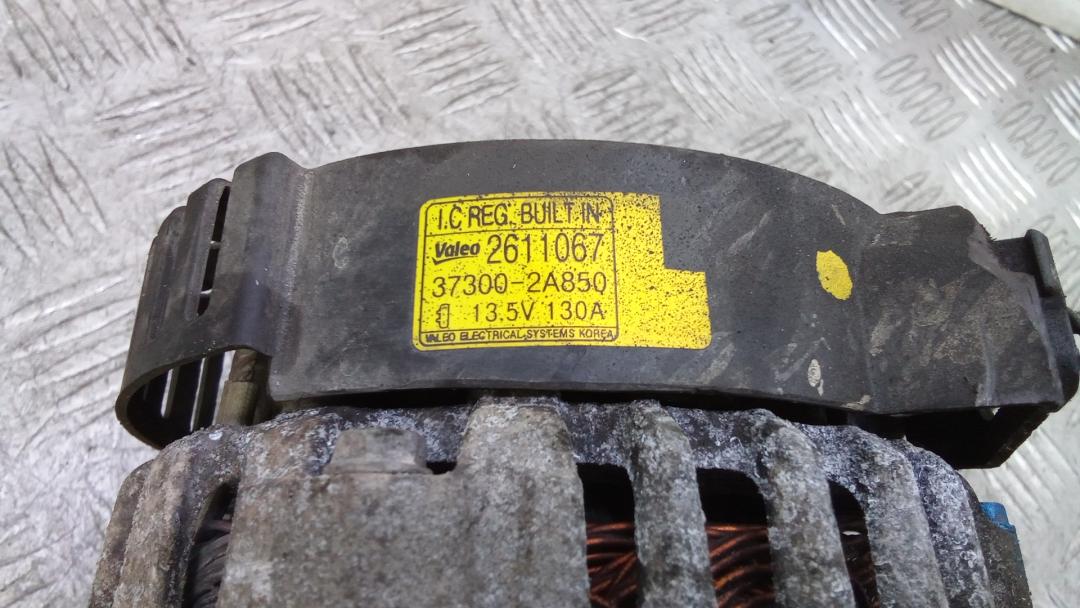 I.C REG. BUILT IN
Valeo 2611067
37300-2A850
13.5V 130A
VALEO ELECTRICAL SYSTEMS KOREA